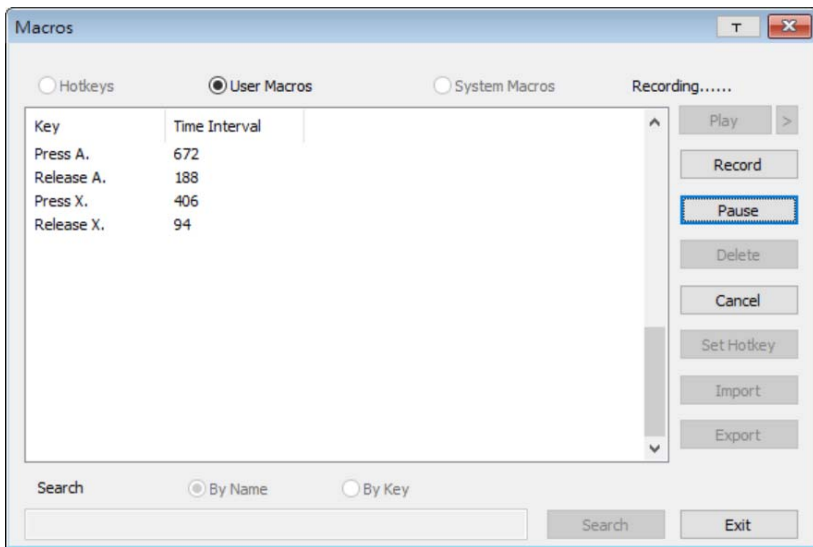 Macros
T
Hotkeys User Macros System Macros Recording......
Key Time Interval
Play >
Press A. 672
Release A. 188
Press X. 406
Release X. 94
Record
Pause
Delete
Cancel
Set Hotkey
Import
Export
Search By Name By Key
Search Exit